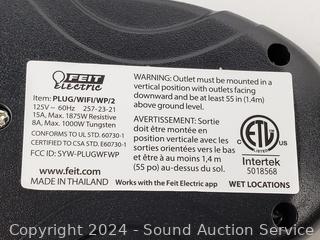 FEIT
electric
Item: PLUG/WIFI/WP/2
125V ~ 60Hz 257-23-21
15A, Max. 1875W Resistive
8A, Max. 1000W Tungsten
CONFORMS TO UL STD. 60730-1
CERTIFIED TO CSA STD. E60730-1
FCC ID: SYW-PLUGWFWP
www.feit.com
MADE IN THAILAND
WARNING: Outlet must be mounted in a
vertical position with outlets facing
downward and be at least 55 in (1.4m)
above ground level.
AVERTISSEMENT: Sortie
doit être montée en
position verticale avec les
sorties orientées vers le bas
et être à au moins 1,4 m
(55 po) au-dessus du sol.
Works with the Feit Electric app
C ETL US
LISTED
Intertek
5018568
WET LOCATIONS
Copyright 2024 - Sound Auction Service